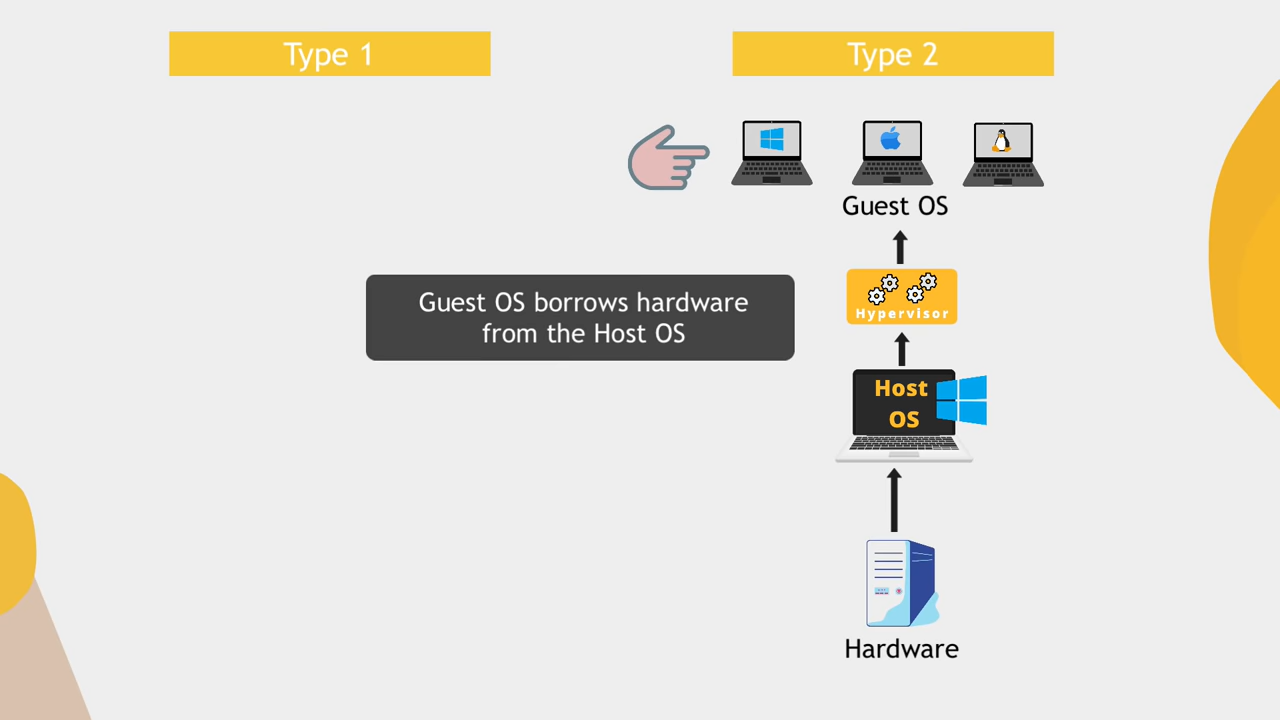 Type 1
Type 2
Guest OS
Guest OS borrows hardware
from the Host OS
Hypervisor
Host
OS
Hardware